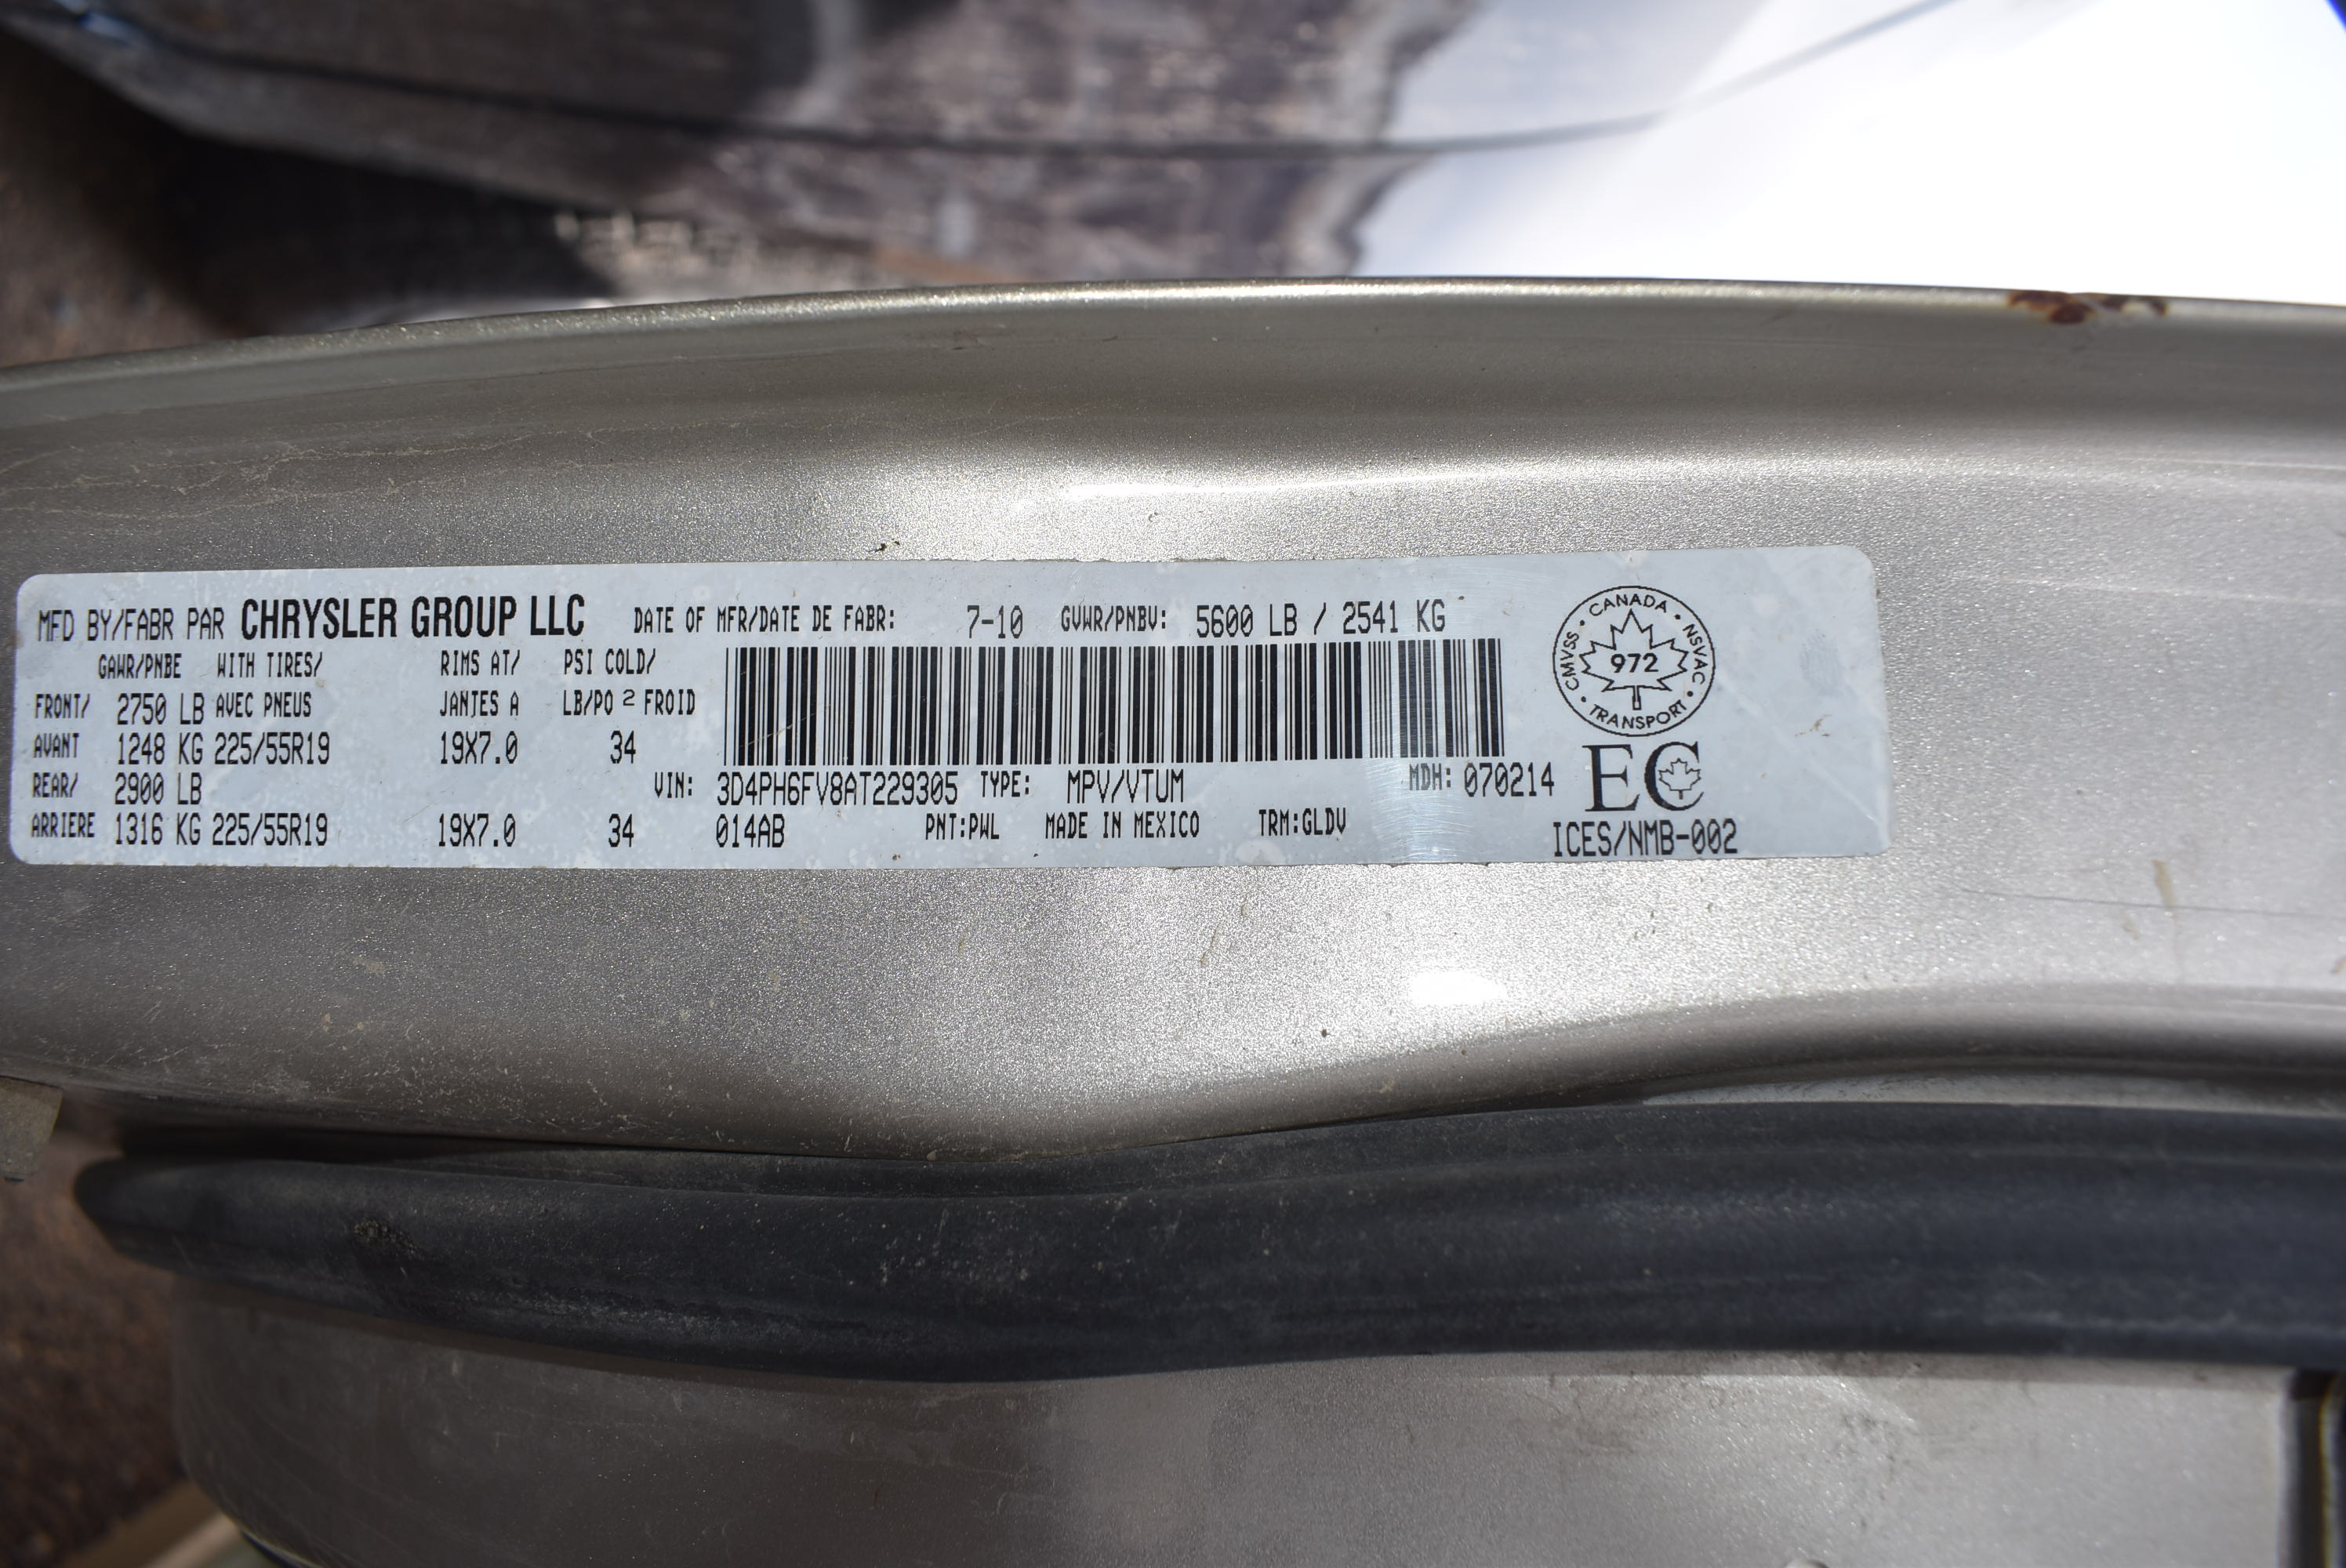 MFD BY/FABR PAR CHRYSLER GROUP LLC DATE OF MFR/DATE DE FABR: 7-10 GVWR/PNBV: 5600 LB / 2541 KG
GAWR/PNBE WITH TIRES/ RIMS AT/ PSI COLD/
FRONT/ 2750 LB AVEC PNEUS JANTES A LB/PO 2 FROID
AVANT 1248 KG 225/55R19 19X7.0 34
REAR/ 2900 LB VIN: 3D4PH6FV8AT229305 TYPE: MPV/VTUM MDH: 070214
ARRIERE 1316 KG 225/55R19 19X7.0 34 014AB PNT:PWL MADE IN MEXICO TRM:GLDV
CANADA
CMVSS 972 NSVAC
TRANSPORT
EC
ICES/NMB-002